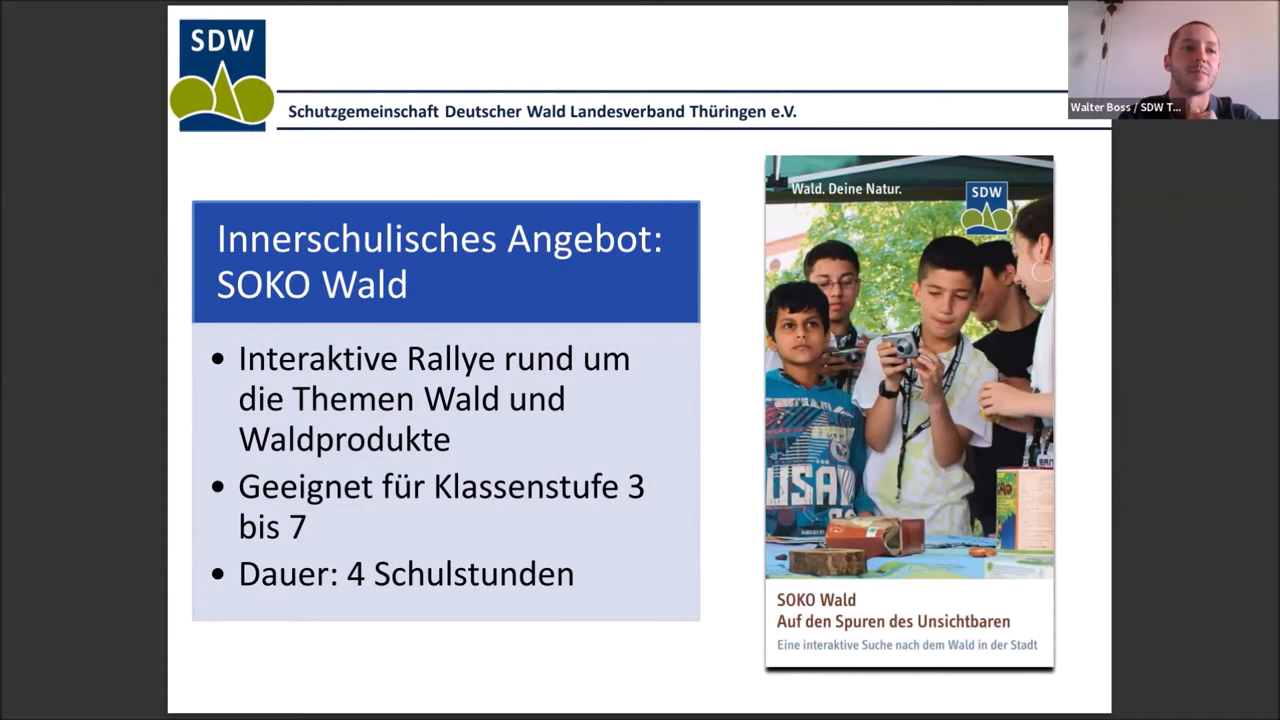 SDW
Schutzgemeinschaft Deutscher Wald Landesverband Thüringen e.V.
Walter Boss / SDW T...
Innerschulisches Angebot:
SOKO Wald
• Interaktive Rallye rund um
die Themen Wald und
Waldprodukte
• Geeignet für Klassenstufe 3
bis 7
• Dauer: 4 Schulstunden
Wald. Deine Natur.
SDW
USA
SOKO Wald
Auf den Spuren des Unsichtbaren
Eine interaktive Suche nach dem Wald in der Stadt